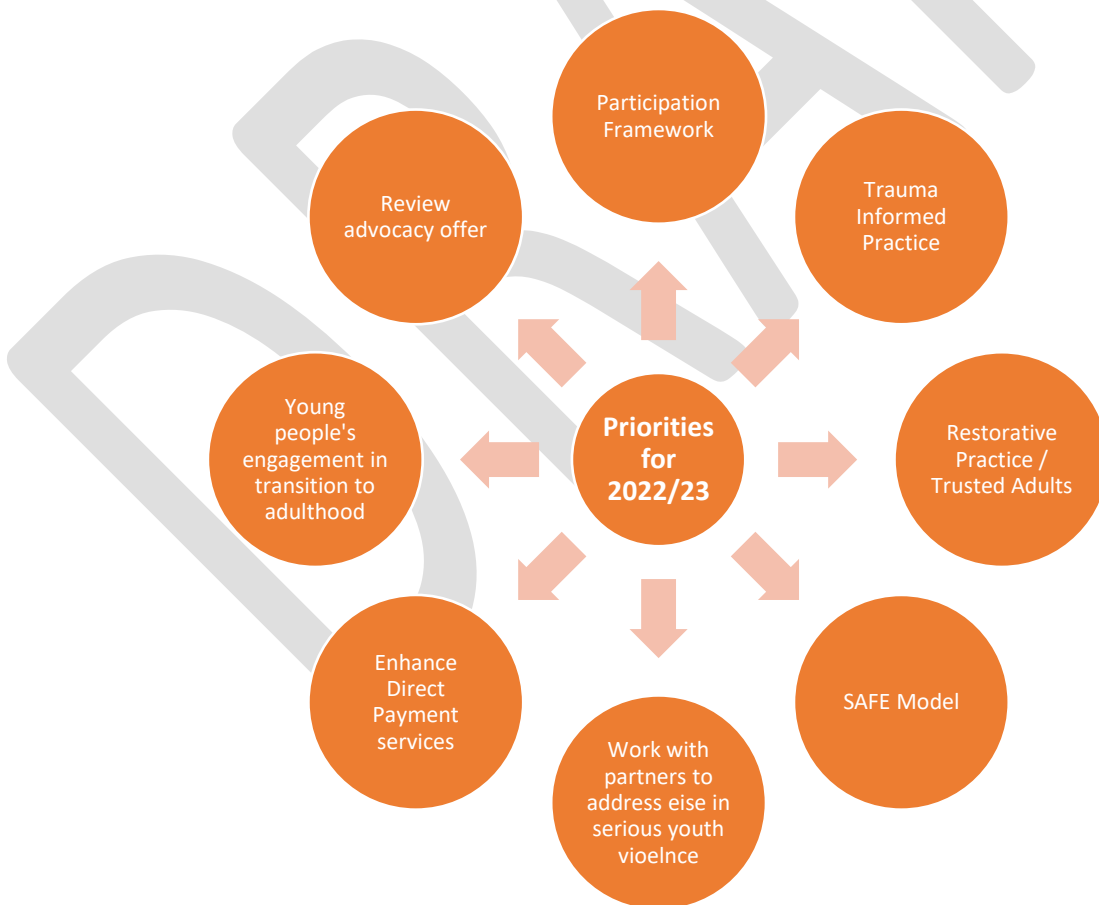 Participation
Framework
Trauma
Informed
Practice
Restorative
Practice /
Trusted Adults
SAFE Model
Work with
partners to
address eise in
serious youth
vioelnce
Enhance
Direct
Payment
services
Young
people's
engagement in
transition to
adulthood
Review
advocacy offer
Priorities
for
2022/23
DRAF